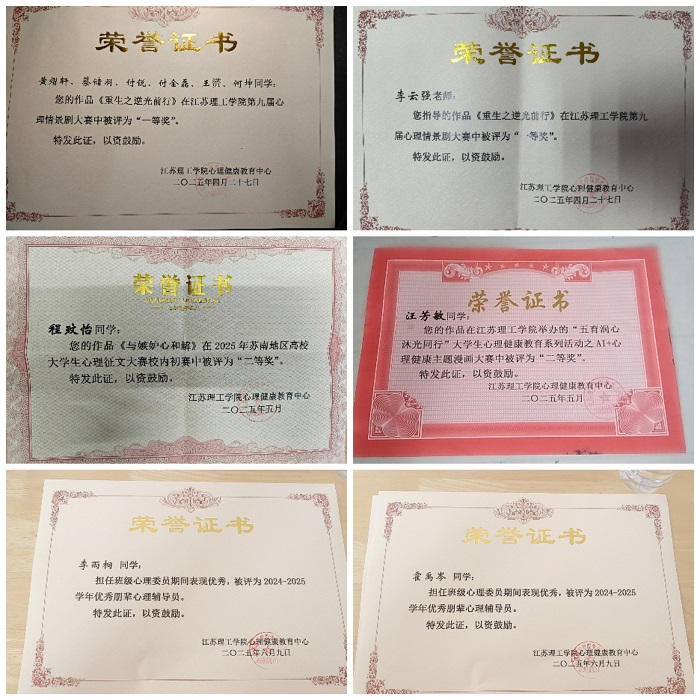 荣誉证书
黄熠轩、蔡绪羽、付锐、付金磊、王赟、何坤同学：
您的作品《重生之逆光前行》在江苏理工学院第九届心
理情景剧大赛中被评为“一等奖”。
特发此证，以资鼓励。
江苏理工学院心理健康教育中心
二〇二五年四月二十七日
荣誉证书
李云强老师：
您指导的作品《重生之逆光前行》在江苏理工学院第九
届心理情景剧大赛中被评为“一等奖”。
特发此证，以资鼓励。
江苏理工学院心理健康教育中心
二〇二五年四月二十七日
荣誉证书
程玟怡同学：
您的作品《与嫉妒心和解》在2025年苏南地区高校
大学生心理征文大赛校内初赛中被评为“二等奖”。
特发此证，以资鼓励。
江苏理工学院心理健康教育中心
二〇二五年五月
荣誉证书
汪芳敏同学：
您的作品在江苏理工学院举办的“五育润心
沐光同行”大学生心理健康教育系列活动之AI+心
理健康主题漫画大赛中被评为“二等奖”。
特发此证，以资鼓励。
江苏理工学院心理健康教育中心
二〇二五年五月
荣誉证书
李雨桐 同学：
担任班级心理委员期间表现优秀，被评为2024-2025
学年优秀朋辈心理辅导员。
特发此证，以资鼓励。
江苏理工学院心理健康教育中心
二〇二五年六月九日
荣誉证书
霍禹岑 同学：
担任班级心理委员期间表现优秀，被评为2024-2025
学年优秀朋辈心理辅导员。
特发此证，以资鼓励。
江苏理工学院心理健康教育中心
二〇二五年六月九日